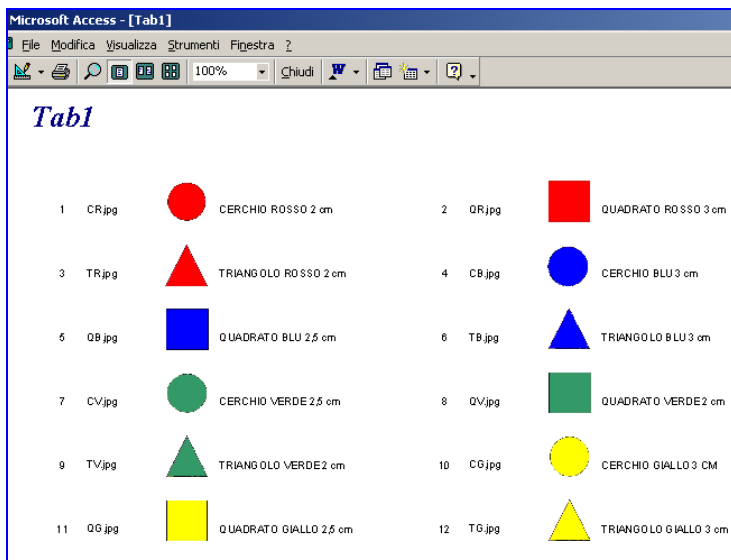 Microsoft Access - [Tab1]
File Modifica Visualizza Strumenti Finestra ?
100% Chiudi
Tab1
1 CR.jpg CERCHIO ROSSO 2 cm 2 QR.jpg QUADRATO ROSSO 3 cm
3 TR.jpg TRIANGOLO ROSSO 2 cm 4 CB.jpg CERCHIO BLU 3 cm
5 QB.jpg QUADRATO BLU 2,5 cm 6 TB.jpg TRIANGOLO BLU 3 cm
7 CV.jpg CERCHIO VERDE 2,5 cm 8 QV.jpg QUADRATO VERDE 2 cm
9 TV.jpg TRIANGOLO VERDE 2 cm 10 CG.jpg CERCHIO GIALLO 3 CM
11 QG.jpg QUADRATO GIALLO 2,5 cm 12 TG.jpg TRIANGOLO GIALLO 3 cm